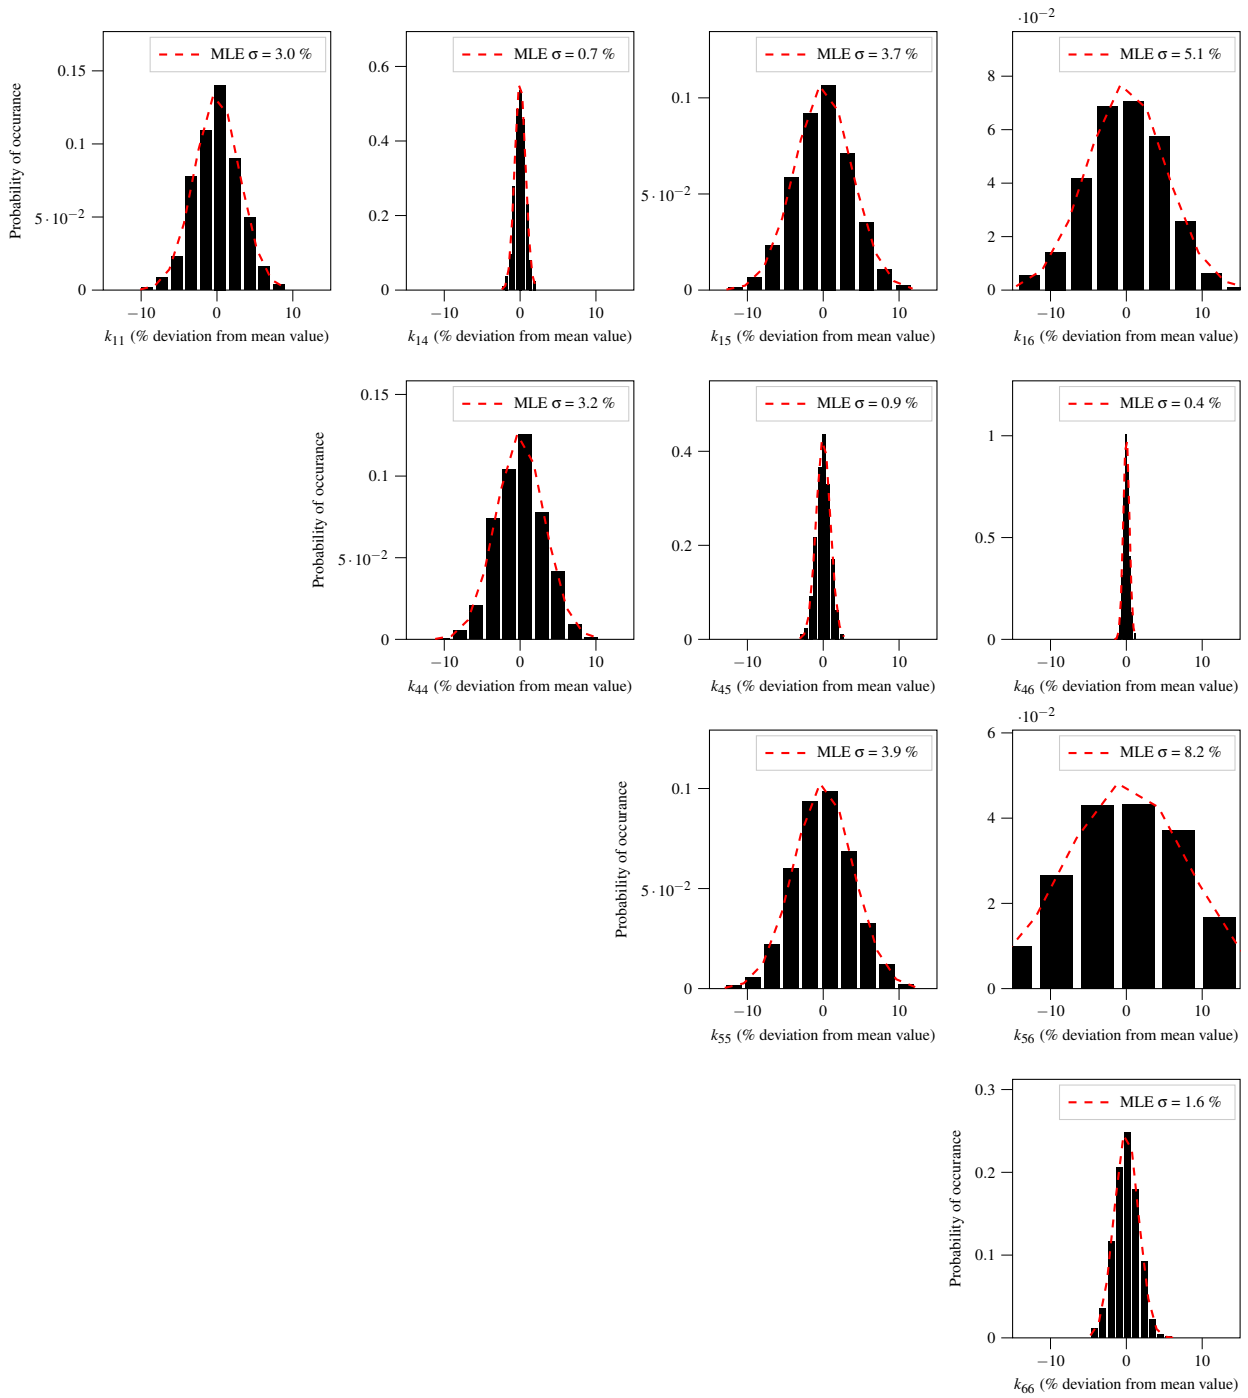 ·10−2
MLE σ = 3.0 %
MLE σ = 0.7 %
MLE σ = 3.7 %
MLE σ = 5.1 %
Probability of occurance
0.15
0.1
5·10−2
0
0.6
0.4
0.2
0
0.1
5·10−2
0
8
6
4
2
0
−10 0 10
−10 0 10
−10 0 10
−10 0 10
k11 (% deviation from mean value)
k14 (% deviation from mean value)
k15 (% deviation from mean value)
k16 (% deviation from mean value)
MLE σ = 3.2 %
MLE σ = 0.9 %
MLE σ = 0.4 %
Probability of occurance
0.15
0.1
5·10−2
0
0.4
0.2
0
1
0.5
0
−10 0 10
−10 0 10
−10 0 10
k44 (% deviation from mean value)
k45 (% deviation from mean value)
k46 (% deviation from mean value)
·10−2
MLE σ = 3.9 %
MLE σ = 8.2 %
Probability of occurance
0.1
5·10−2
0
6
4
2
0
−10 0 10
−10 0 10
k55 (% deviation from mean value)
k56 (% deviation from mean value)
MLE σ = 1.6 %
Probability of occurance
0.3
0.2
0.1
0
−10 0 10
k66 (% deviation from mean value)